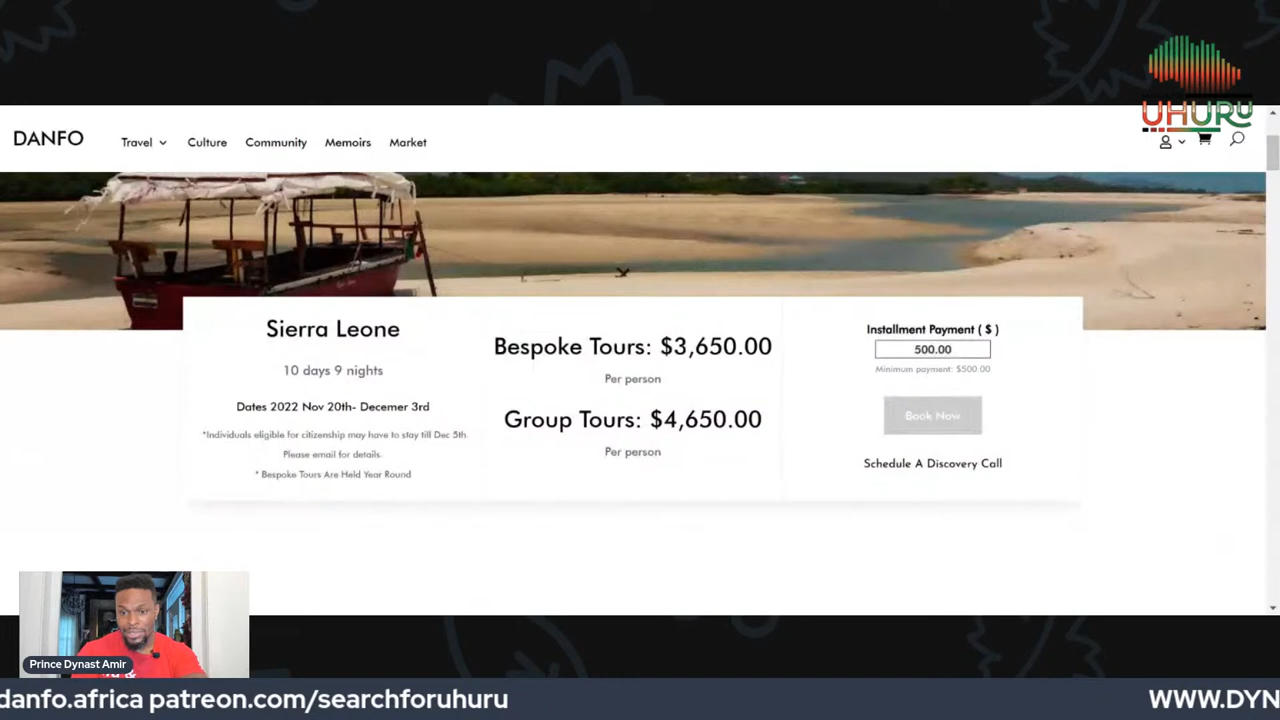 UHURU
DANFO
Travel
Culture
Community
Memoirs
Market
Sierra Leone
10 days 9 nights
Dates 2022 Nov 20th- Decemer 3rd
*Individuals eligible for citizenship may have to stay till Dec 5th.
Please email for details.
* Bespoke Tours Are Held Year Round
Bespoke Tours: $3,650.00
Per person
Group Tours: $4,650.00
Per person
Installment Payment ( $ )
500.00
Minimum payment: $500.00
Book Now
Schedule A Discovery Call
Prince Dynast Amir
danfo.africa patreon.com/searchforuhuru
WWW.DYN